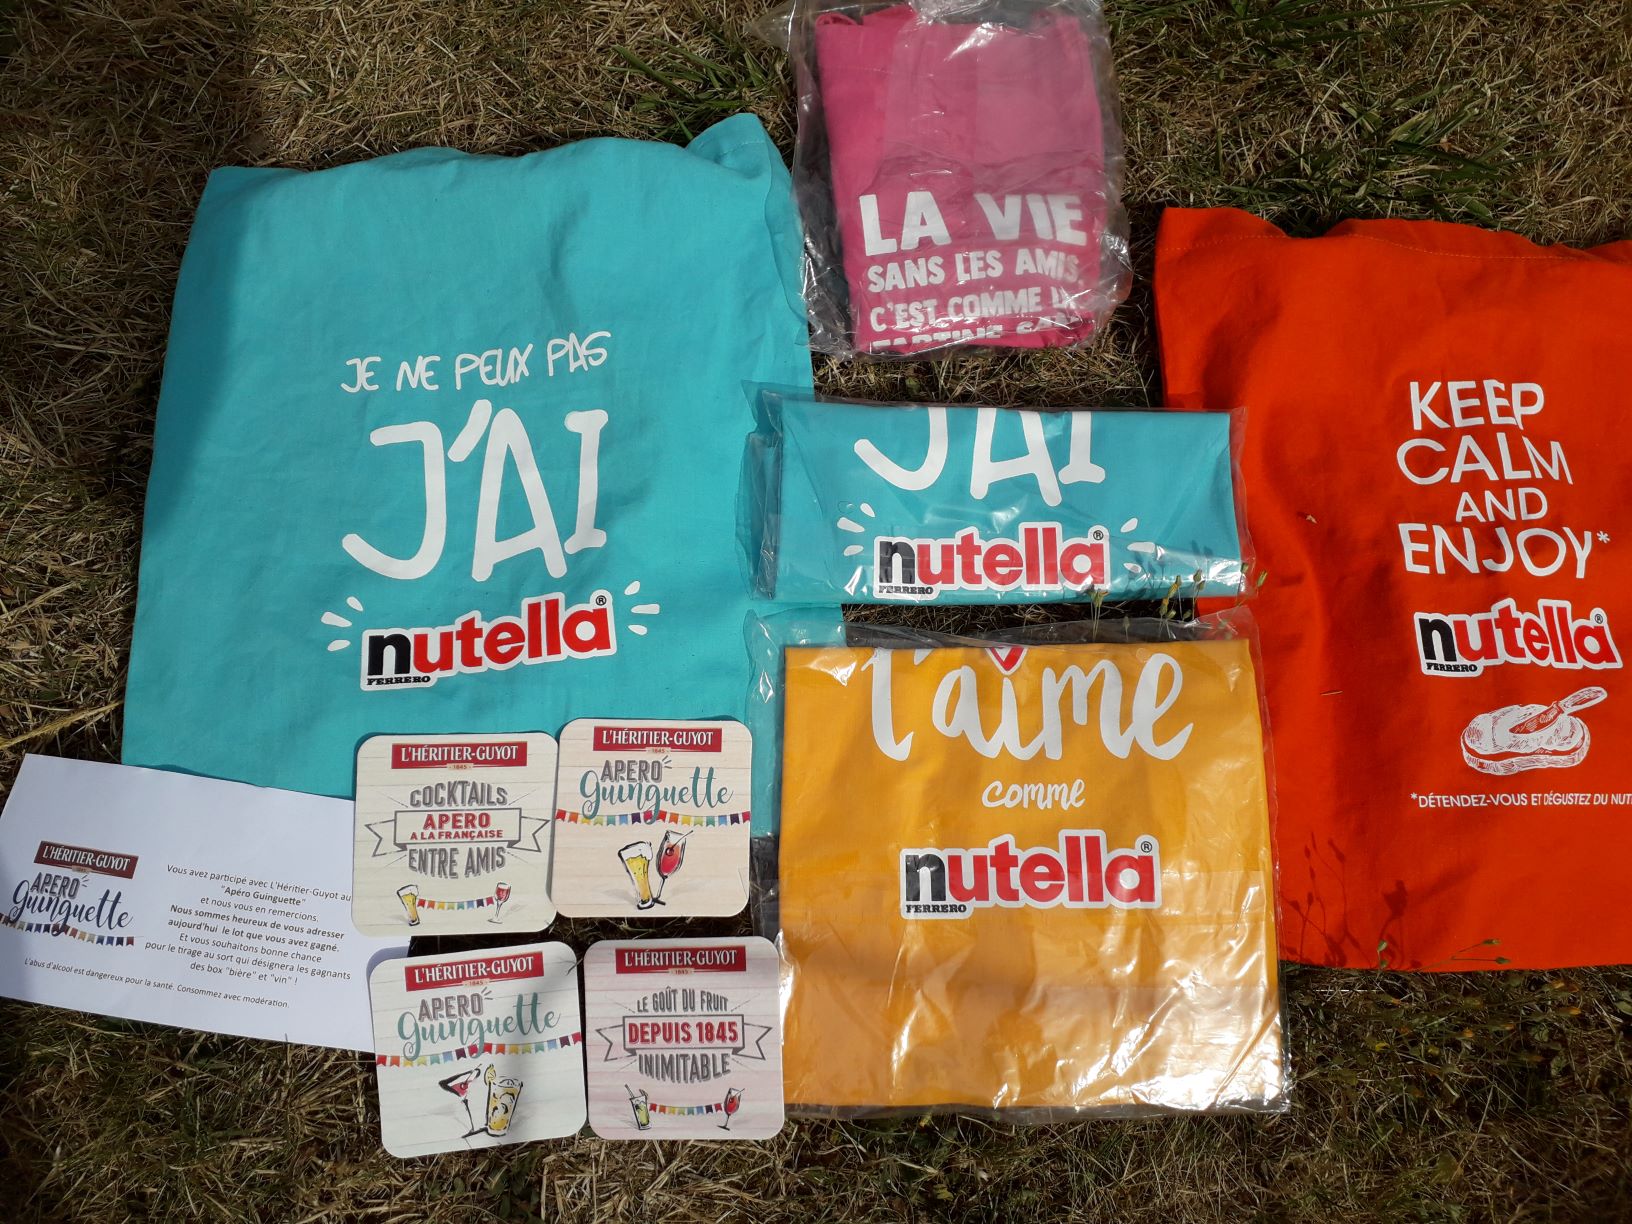 LA VIE
SANS LES AMIS
C'EST COMME
JE NE PEUX PAS
J'AI
nutella®
FERRERO
J'AI
nutella®
FERRERO
KEEP
CALM
AND
ENJOY*
nutella®
FERRERO
*DÉTENDEZ-VOUS ET DÉGUSTEZ DU
t'aime
comme
nutella®
FERRERO
L'HÉRITIER-GUYOT
1845
COCKTAILS
APERO
A LA FRANÇAISE
ENTRE AMIS
L'HÉRITIER-GUYOT
1845
APERO
Guinguette
L'HÉRITIER-GUYOT
1845
APERO
Guinguette
L'HÉRITIER-GUYOT
1845
LE GOÛT DU FRUIT
DEPUIS 1845
INIMITABLE
L'HÉRITIER-GUYOT
APERO
Guinguette
Vous avez participé avec L'Héritier-Guyot au
"Apéro Guinguette"
et nous vous en remercions.
Nous sommes heureux de vous adresser
aujourd'hui le lot que vous avez gagné.
Et vous souhaitons bonne chance
pour le tirage au sort qui désignera les gagnants
des box "bière" et "vin" !
L'abus d'alcool est dangereux pour la santé. Consommez avec modération.